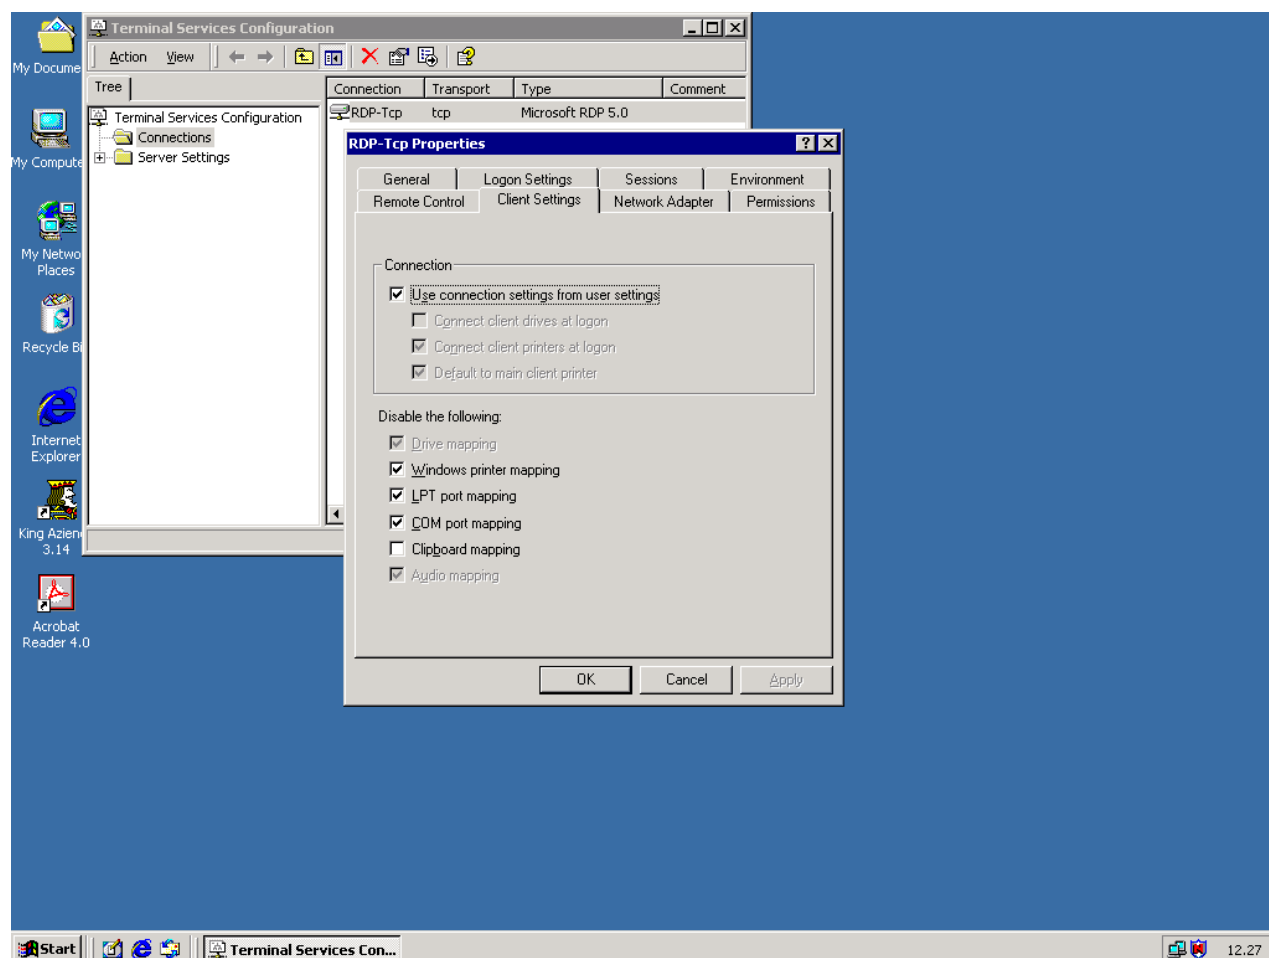 My Docume
My Compute
My Netwo
Places
Recycle Bi
Internet
Explorer
King Azien
3.14
Acrobat
Reader 4.0
Terminal Services Configuration
Action View
Tree
Terminal Services Configuration
Connections
Server Settings
Connection Transport Type Comment
RDP-Tcp tcp Microsoft RDP 5.0
RDP-Tcp Properties
General Logon Settings Sessions Environment
Remote Control Client Settings Network Adapter Permissions
Connection
Use connection settings from user settings
Connect client drives at logon
Connect client printers at logon
Default to main client printer
Disable the following:
Drive mapping
Windows printer mapping
LPT port mapping
COM port mapping
Clipboard mapping
Audio mapping
OK Cancel Apply
Start Terminal Services Con... 12.27